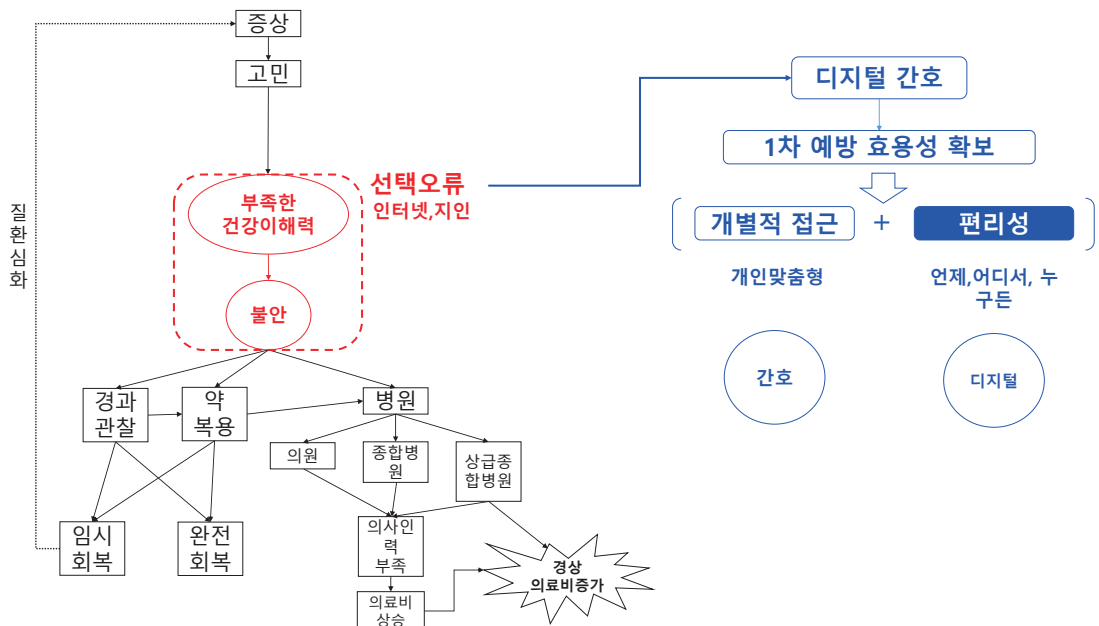 증상
고민
질환심화
부족한
건강이해력
선택오류
인터넷,지인
불안
경과
관찰
약
복용
병원
의원
종합병
원
상급종
합병원
임시
회복
완전
회복
의사인
력
부족
의료비
상승
경상
의료비증가
디지털 간호
1차 예방 효용성 확보
개별적 접근
+
편리성
개인맞춤형
언제,어디서, 누
구든
간호
디지털